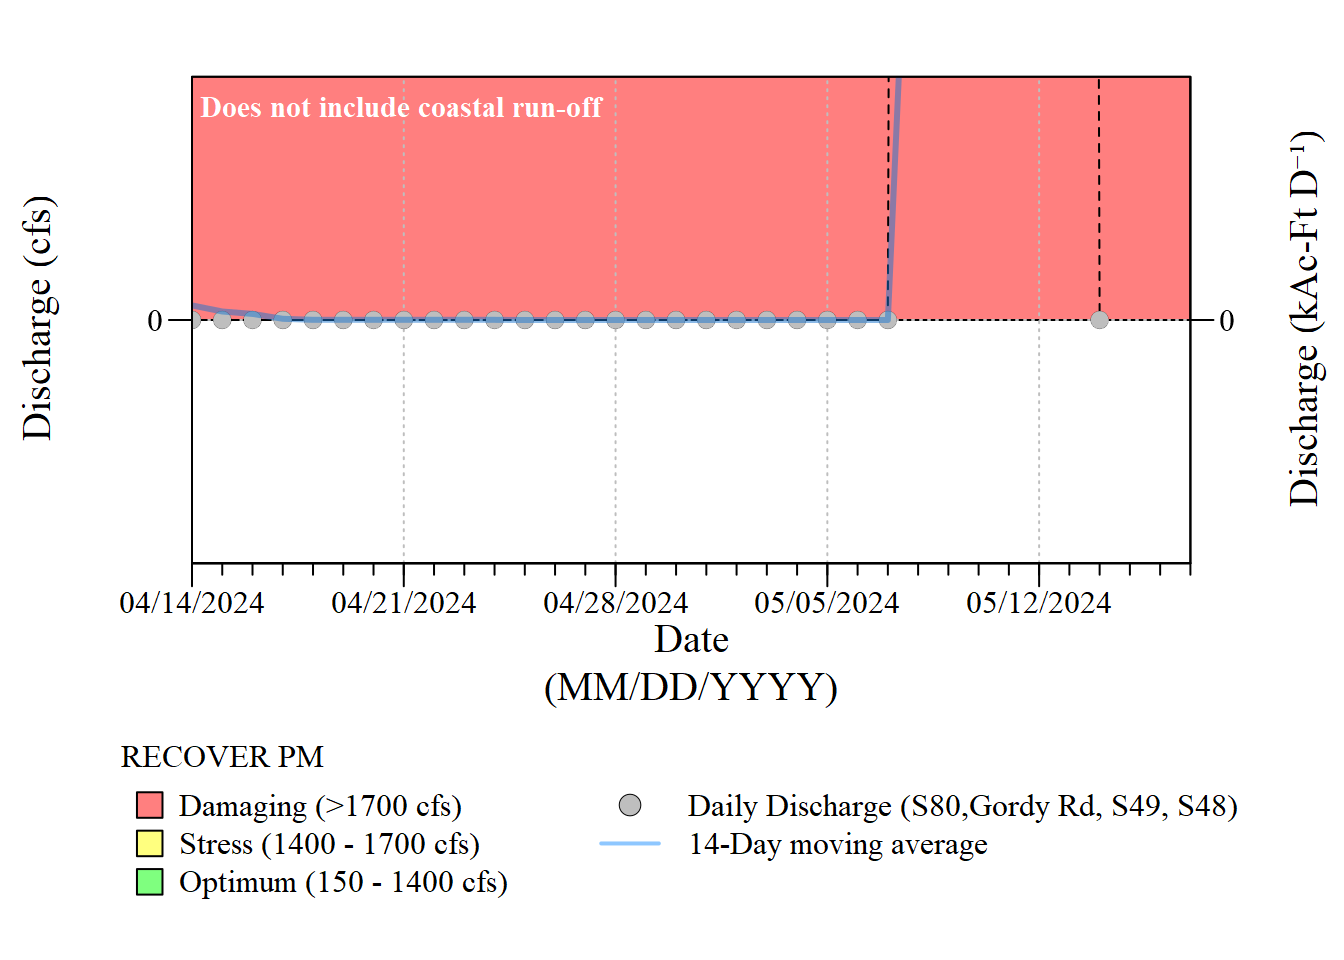 Does not include coastal run-off
Discharge (cfs)
0
0
Discharge (kAc-Ft D⁻¹)
04/14/2024 04/21/2024 04/28/2024 05/05/2024 05/12/2024
Date
(MM/DD/YYYY)
RECOVER PM
Damaging (>1700 cfs)
Stress (1400 - 1700 cfs)
Optimum (150 - 1400 cfs)
Daily Discharge (S80,Gordy Rd, S49, S48)
14-Day moving average